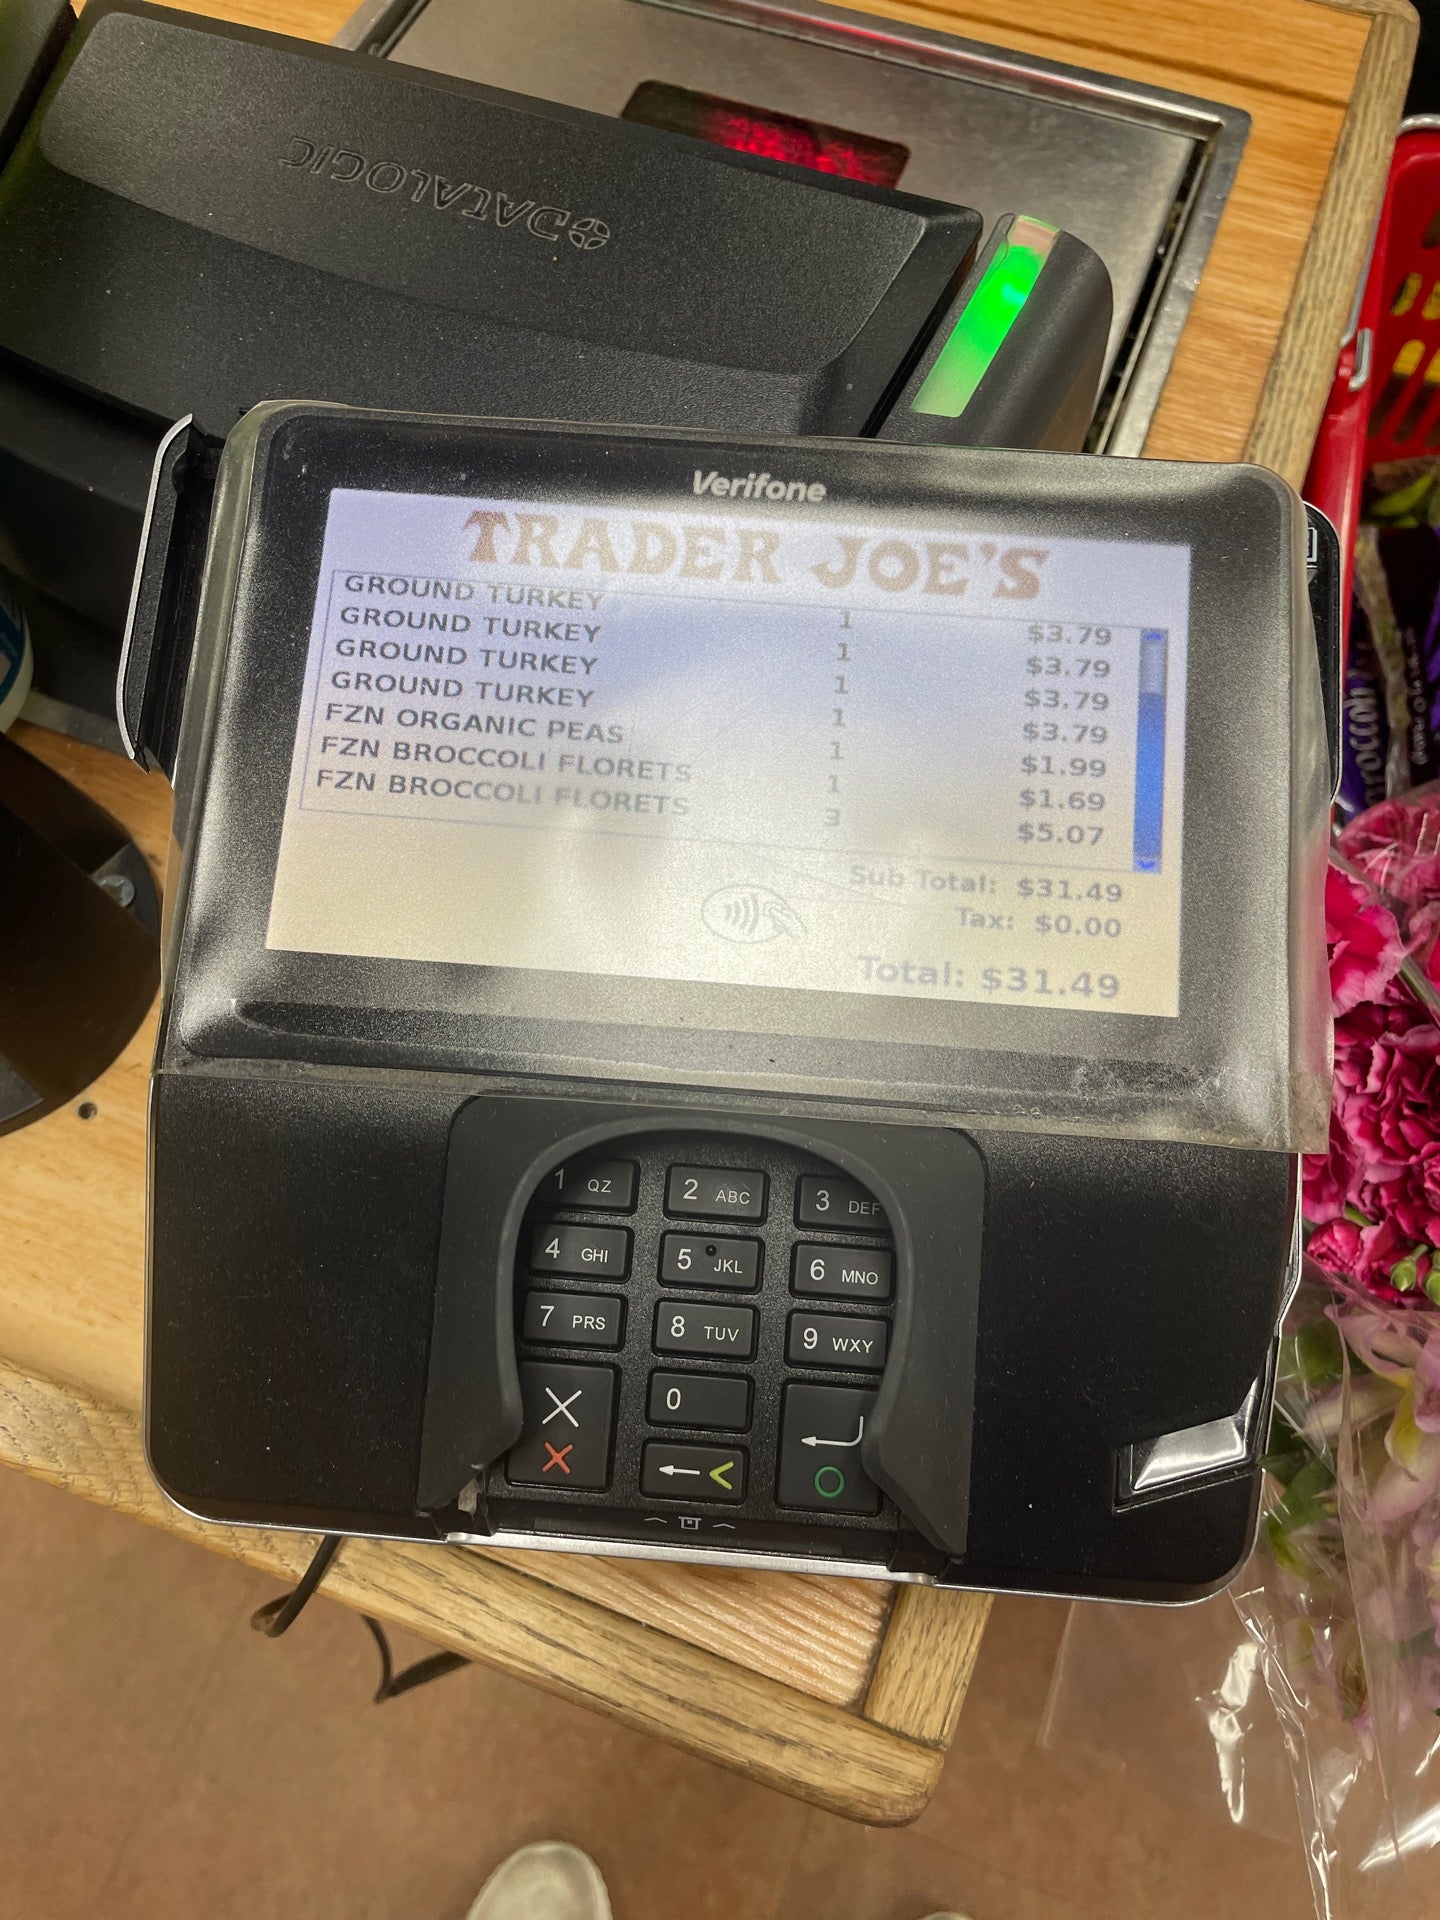 DATALOGIC
Verifone
TRADER JOE'S
GROUND TURKEY 1 $3.79
GROUND TURKEY 1 $3.79
GROUND TURKEY 1 $3.79
GROUND TURKEY 1 $3.79
FZN ORGANIC PEAS 1 $1.99
FZN BROCCOLI FLORETS 1 $1.69
FZN BROCCOLI FLORETS 3 $5.07
Sub Total: $31.49
Tax: $0.00
Total: $31.49
1 QZ 2 ABC 3 DEF
4 GHI 5 JKL 6 MNO
7 PRS 8 TUV 9 WXY
0